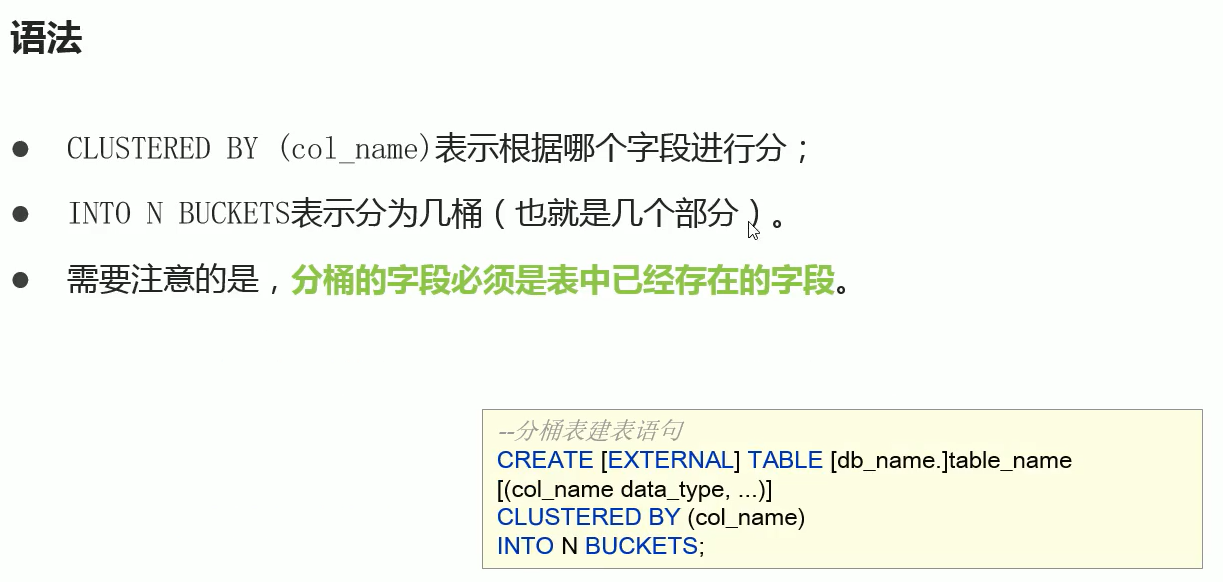 语法
● CLUSTERED BY (col_name)表示根据哪个字段进行分；
● INTO N BUCKETS表示分为几桶（也就是几个部分）。
● 需要注意的是，分桶的字段必须是表中已经存在的字段。
--分桶表建表语句
CREATE [EXTERNAL] TABLE [db_name.]table_name
[(col_name data_type, ...)]
CLUSTERED BY (col_name)
INTO N BUCKETS;